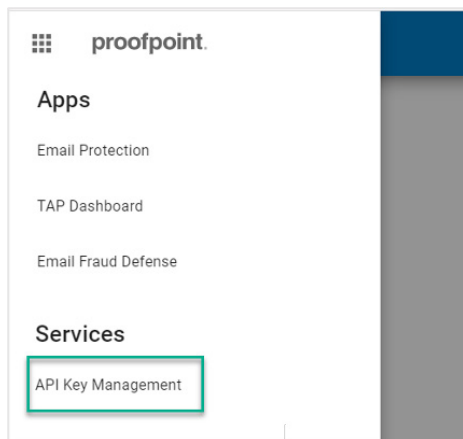 proofpoint.
Apps
Email Protection
TAP Dashboard
Email Fraud Defense
Services
API Key Management